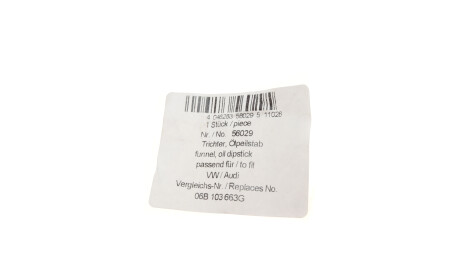 4 046283 56029 5 11028
1 Stück / piece
Nr. / No. 56029
Trichter, Ölpeilstab
funnel, oil dipstick
passend für / to fit
VW / Audi
Vergleichs-Nr. / Replaces No.
06B 103 663G